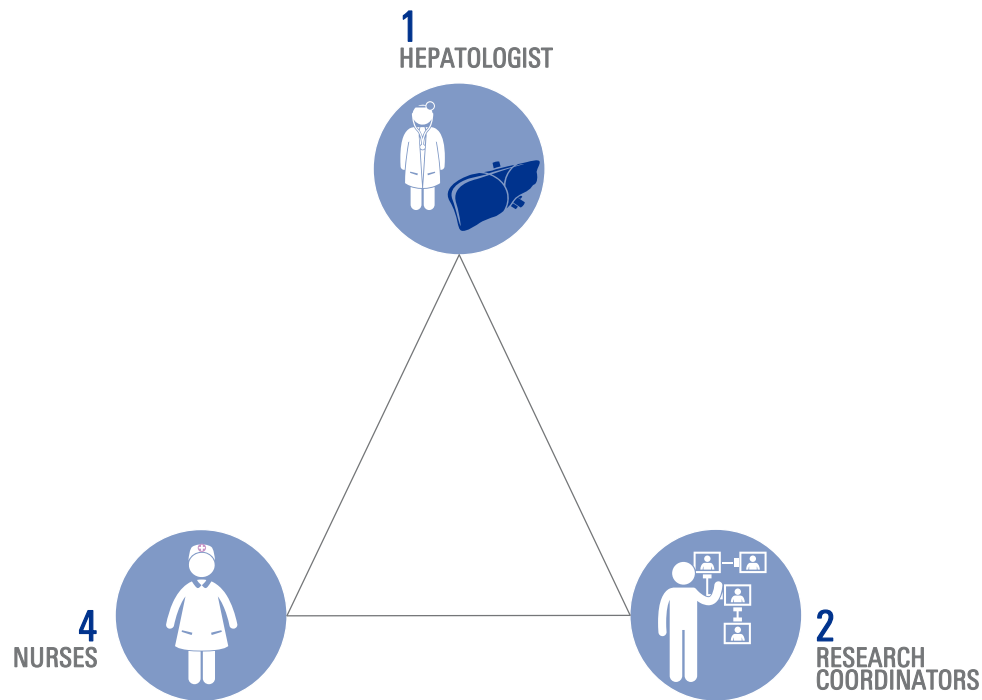 1
HEPATOLOGIST
4
NURSES
2
RESEARCH
COORDINATORS